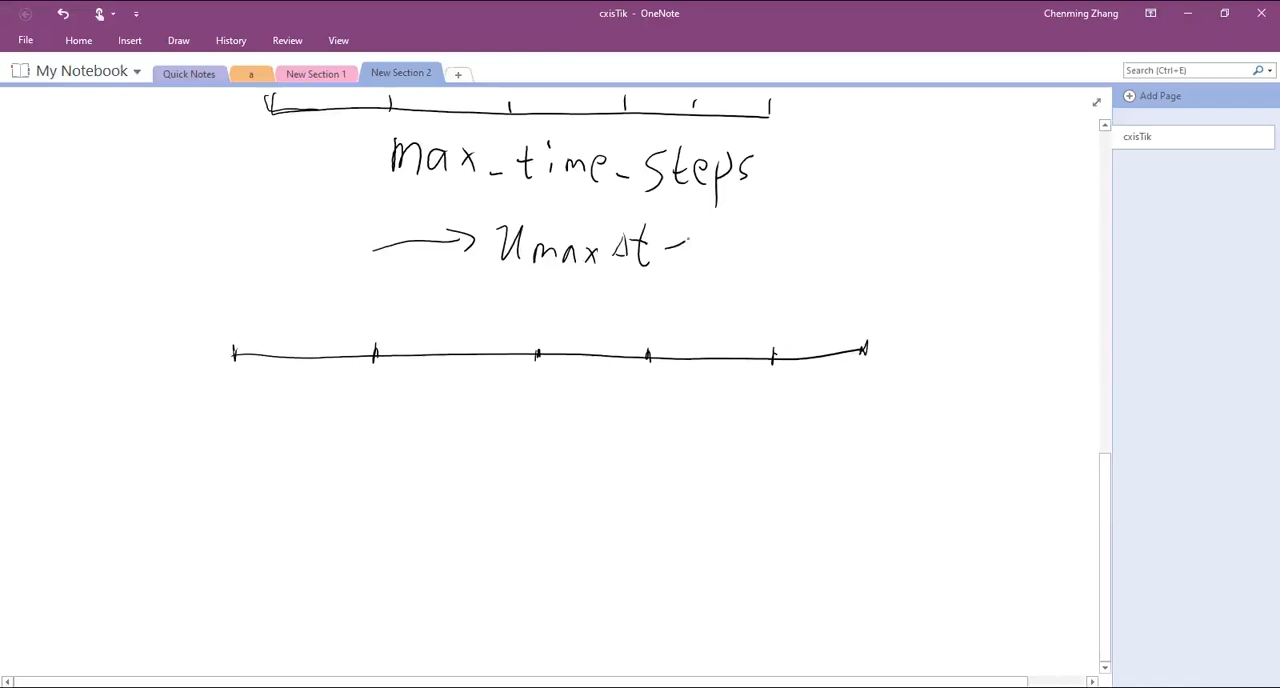 cxisTik - OneNote
Chenming Zhang
File Home Insert Draw History Review View
My Notebook Quick Notes a New Section 1 New Section 2
Search (Ctrl+E)
Add Page
cxisTik
max_time_steps
→ Umax Δt -